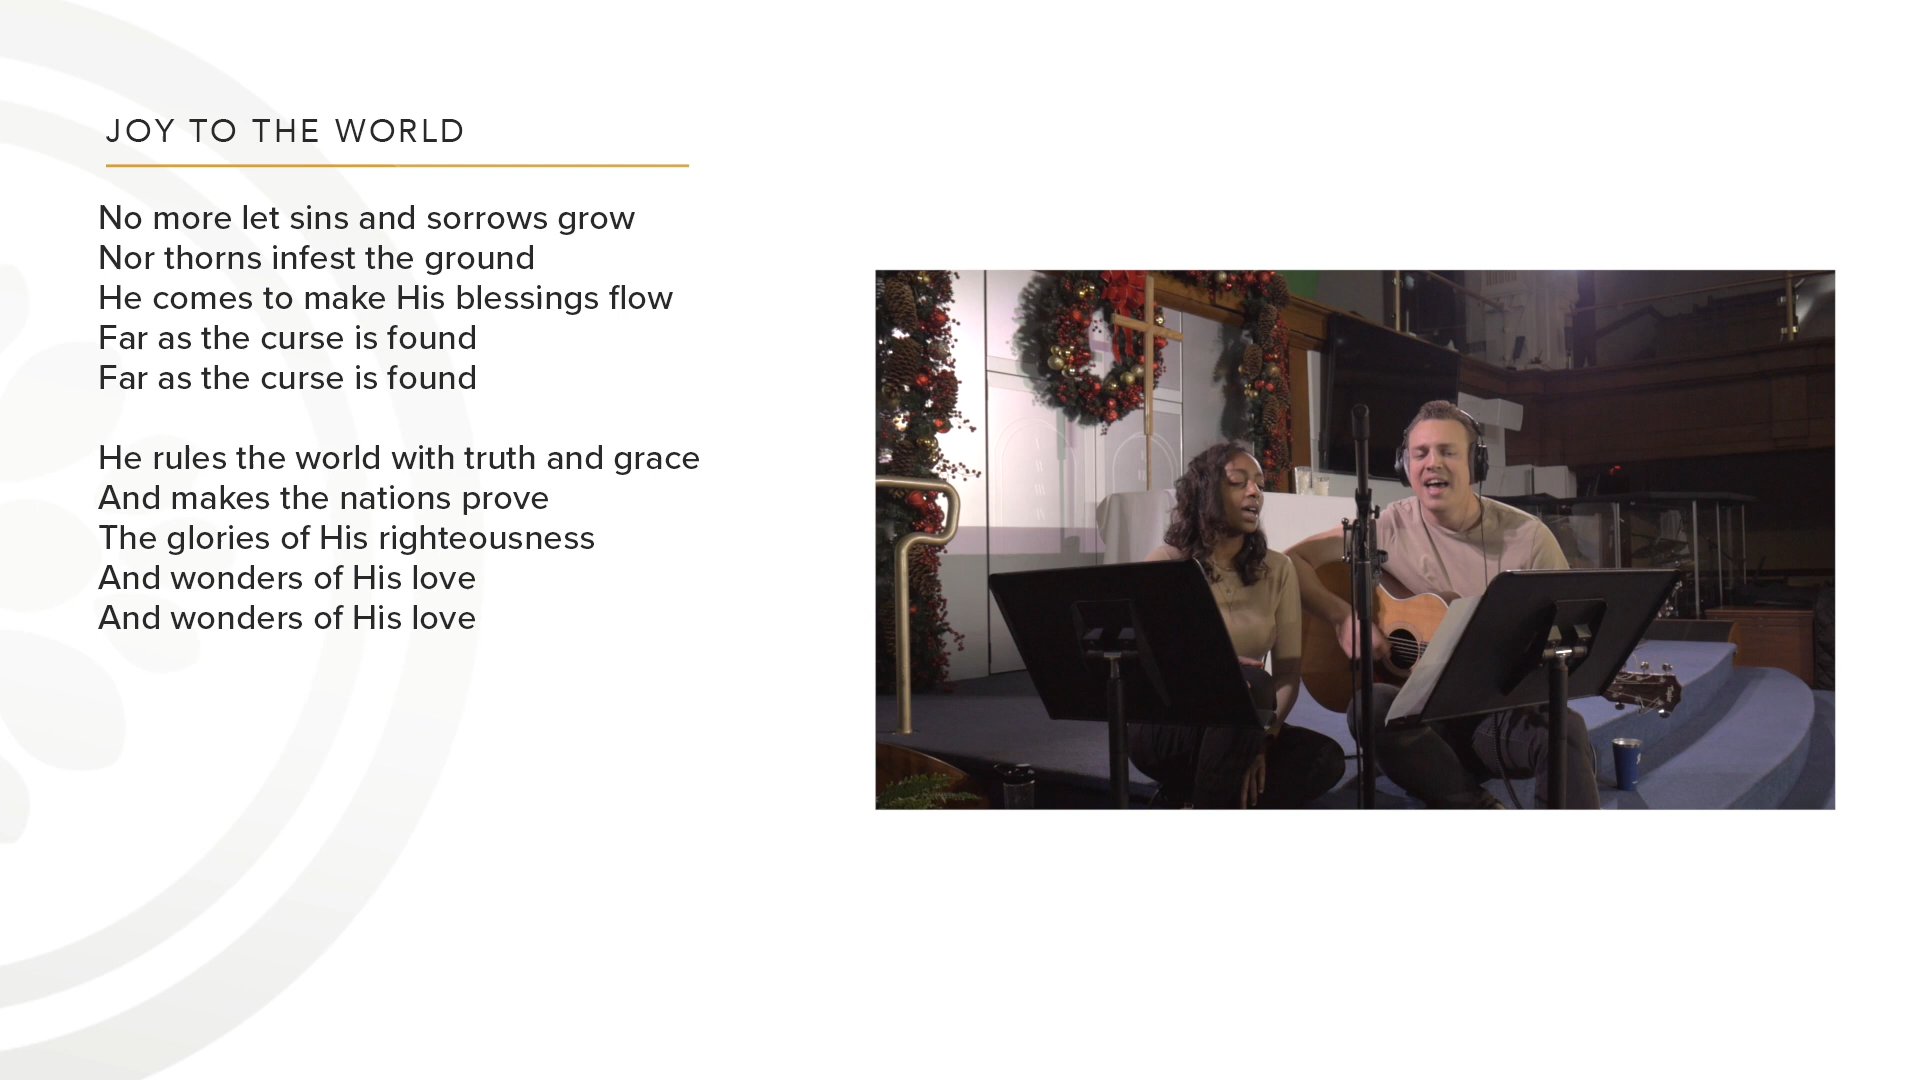 JOY TO THE WORLD
No more let sins and sorrows grow
Nor thorns infest the ground
He comes to make His blessings flow
Far as the curse is found
Far as the curse is found
He rules the world with truth and grace
And makes the nations prove
The glories of His righteousness
And wonders of His love
And wonders of His love